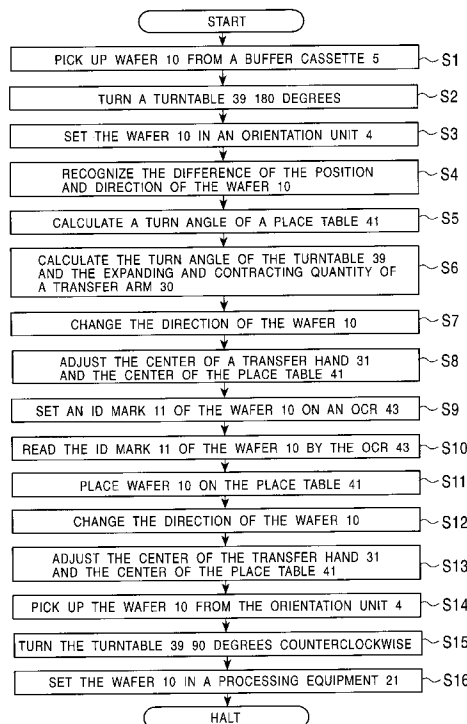 START
PICK UP WAFER 10 FROM A BUFFER CASSETTE 5 S1
TURN A TURNTABLE 39 180 DEGREES S2
SET THE WAFER 10 IN AN ORIENTATION UNIT 4 S3
RECOGNIZE THE DIFFERENCE OF THE POSITION
AND DIRECTION OF THE WAFER 10 S4
CALCULATE A TURN ANGLE OF A PLACE TABLE 41 S5
CALCULATE THE TURN ANGLE OF THE TURNTABLE 39
AND THE EXPANDING AND CONTRACTING QUANTITY OF
A TRANSFER ARM 30 S6
CHANGE THE DIRECTION OF THE WAFER 10 S7
ADJUST THE CENTER OF A TRANSFER HAND 31
AND THE CENTER OF THE PLACE TABLE 41 S8
SET AN ID MARK 11 OF THE WAFER 10 ON AN OCR 43 S9
READ THE ID MARK 11 OF THE WAFER 10 BY THE OCR 43 S10
PLACE WAFER 10 ON THE PLACE TABLE 41 S11
CHANGE THE DIRECTION OF THE WAFER 10 S12
ADJUST THE CENTER OF THE TRANSFER HAND 31
AND THE CENTER OF THE PLACE TABLE 41 S13
PICK UP THE WAFER 10 FROM THE ORIENTATION UNIT 4 S14
TURN THE TURNTABLE 39 90 DEGREES COUNTERCLOCKWISE S15
SET THE WAFER 10 IN A PROCESSING EQUIPMENT 21 S16
HALT